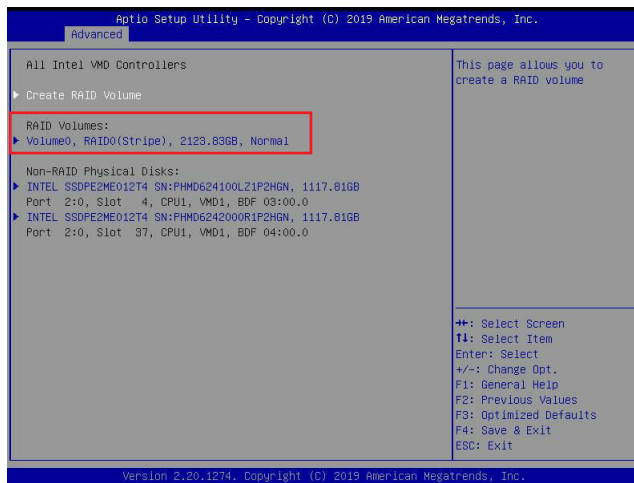 Aptio Setup Utility – Copyright (C) 2019 American Megatrends, Inc.
Advanced
All Intel VMD Controllers
Create RAID Volume
RAID Volumes:
Volume0, RAID0(Stripe), 2123.83GB, Normal
Non-RAID Physical Disks:
INTEL SSDPE2ME012T4 SN:PHMD624100LZ1P2HGN, 1117.81GB
Port 2:0, Slot 4, CPU1, VMD1, BDF 03:00.0
INTEL SSDPE2ME012T4 SN:PHMD6242000R1P2HGN, 1117.81GB
Port 2:0, Slot 37, CPU1, VMD1, BDF 04:00.0
This page allows you to
create a RAID volume
→←: Select Screen
↑↓: Select Item
Enter: Select
+/-: Change Opt.
F1: General Help
F2: Previous Values
F3: Optimized Defaults
F4: Save & Exit
ESC: Exit
Version 2.20.1274. Copyright (C) 2019 American Megatrends, Inc.